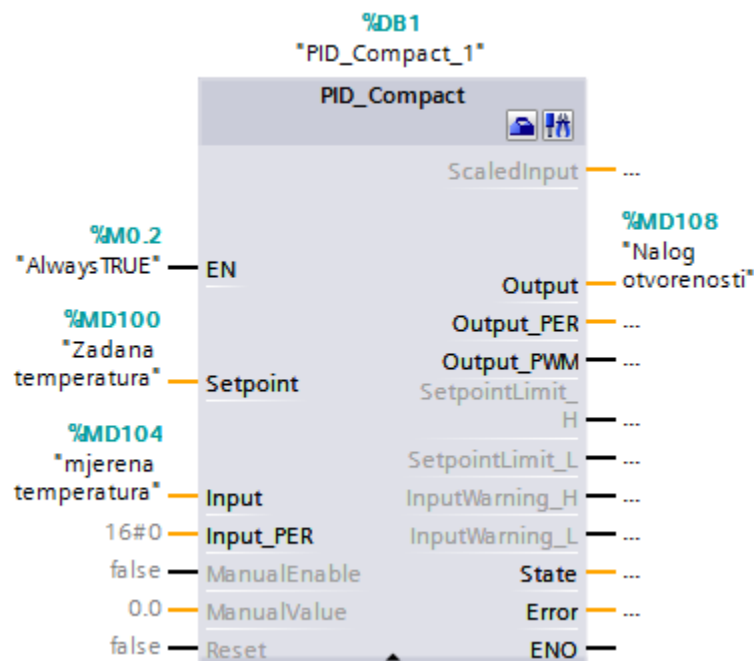 %DB1
"PID_Compact_1"
PID_Compact
ScaledInput ...
%M0.2
"AlwaysTRUE" EN
%MD108
"Nalog
otvorenosti"
Output
Output_PER ...
%MD100
"Zadana
temperatura" Setpoint
Output_PWM ...
SetpointLimit_
H ...
%MD104
"mjerena
temperatura" Input
SetpointLimit_L ...
InputWarning_H ...
16#0 Input_PER InputWarning_L ...
false ManualEnable State ...
0.0 ManualValue Error ...
false Reset ENO